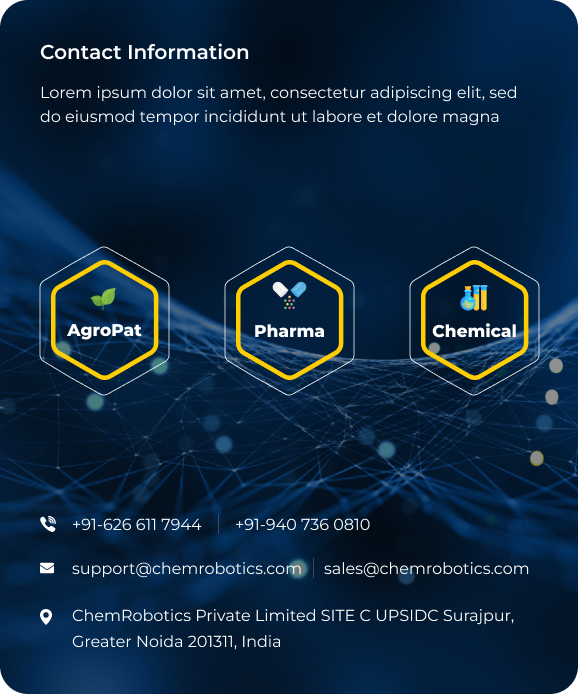 Contact Information
Lorem ipsum dolor sit amet, consectetur adipiscing elit, sed
do eiusmod tempor incididunt ut labore et dolore magna
AgroPat
Pharma
Chemical
+91-626 611 7944
+91-940 736 0810
support@chemrobotics.com
sales@chemrobotics.com
ChemRobotics Private Limited SITE C UPSIDC Surajpur,
Greater Noida 201311, India